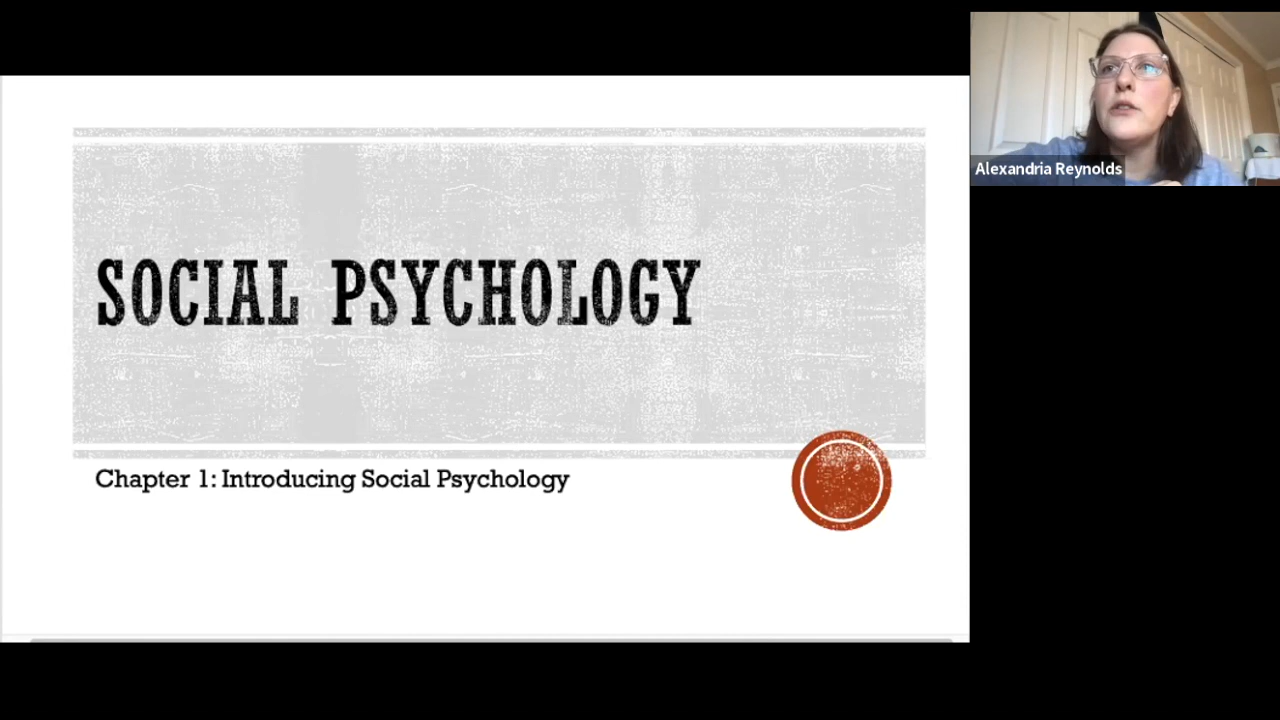 SOCIAL PSYCHOLOGY
Chapter 1: Introducing Social Psychology
Alexandria Reynolds